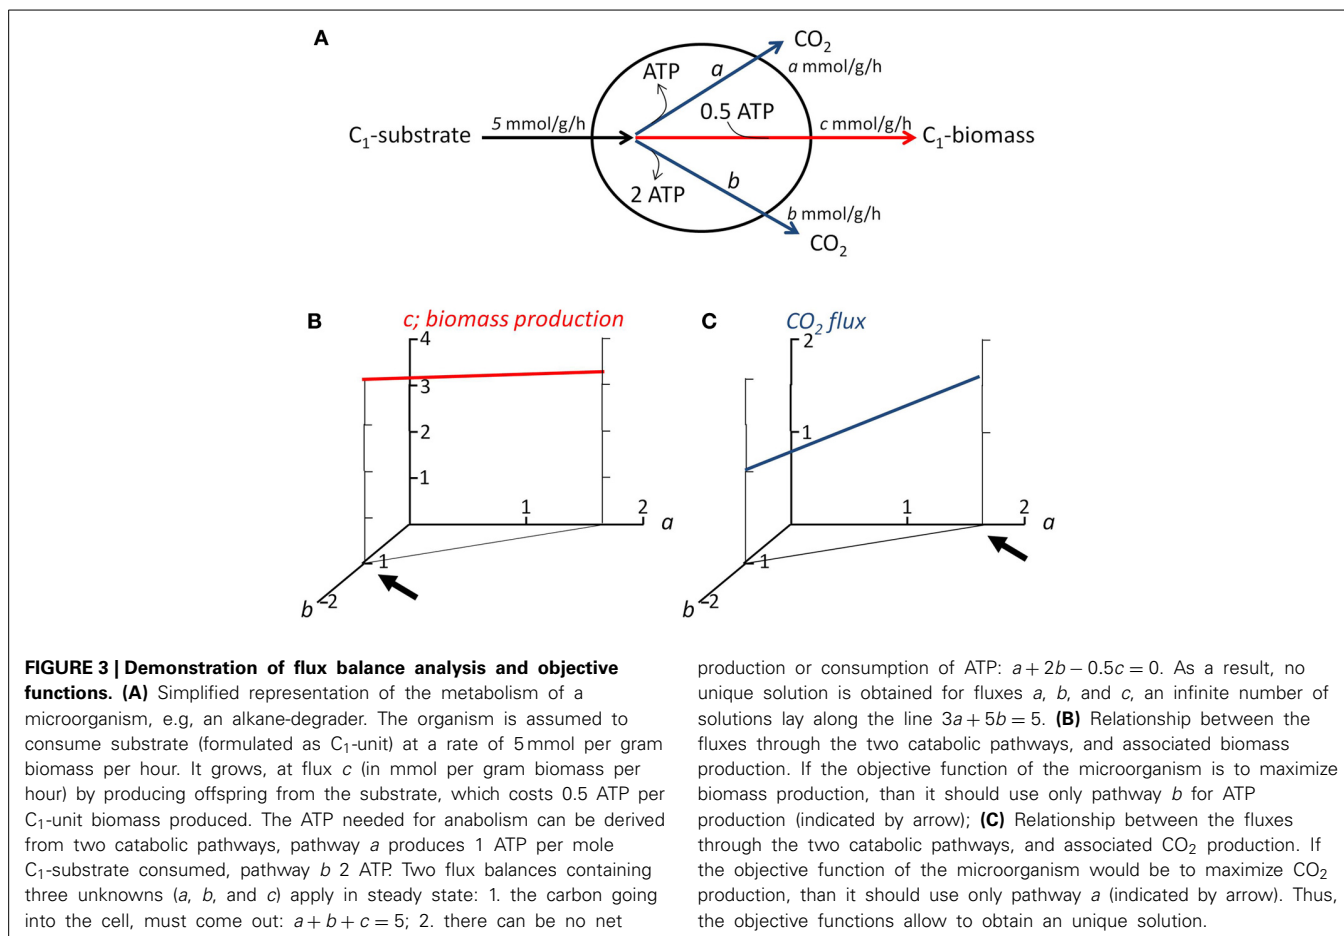 A
CO₂
a mmol/g/h
ATP
a
5 mmol/g/h
0.5 ATP
c mmol/g/h
C₁-substrate
C₁-biomass
2 ATP
b
b mmol/g/h
CO₂
B
c; biomass production
4
3
2
1
1
2
a
1
b
2
C
CO₂ flux
2
1
1
2
a
1
b
2
FIGURE 3 | Demonstration of flux balance analysis and objective
functions. (A) Simplified representation of the metabolism of a
microorganism, e.g, an alkane-degrader. The organism is assumed to
consume substrate (formulated as C₁-unit) at a rate of 5 mmol per gram
biomass per hour. It grows, at flux c (in mmol per gram biomass per
hour) by producing offspring from the substrate, which costs 0.5 ATP per
C₁-unit biomass produced. The ATP needed for anabolism can be derived
from two catabolic pathways, pathway a produces 1 ATP per mole
C₁-substrate consumed, pathway b 2 ATP. Two flux balances containing
three unknowns (a, b, and c) apply in steady state: 1. the carbon going
into the cell, must come out: a + b + c = 5; 2. there can be no net
production or consumption of ATP: a + 2b − 0.5c = 0. As a result, no
unique solution is obtained for fluxes a, b, and c, an infinite number of
solutions lay along the line 3a + 5b = 5. (B) Relationship between the
fluxes through the two catabolic pathways, and associated biomass
production. If the objective function of the microorganism is to maximize
biomass production, than it should use only pathway b for ATP
production (indicated by arrow); (C) Relationship between the fluxes
through the two catabolic pathways, and associated CO₂ production. If
the objective function of the microorganism would be to maximize CO₂
production, than it should use only pathway a (indicated by arrow). Thus,
the objective functions allow to obtain an unique solution.